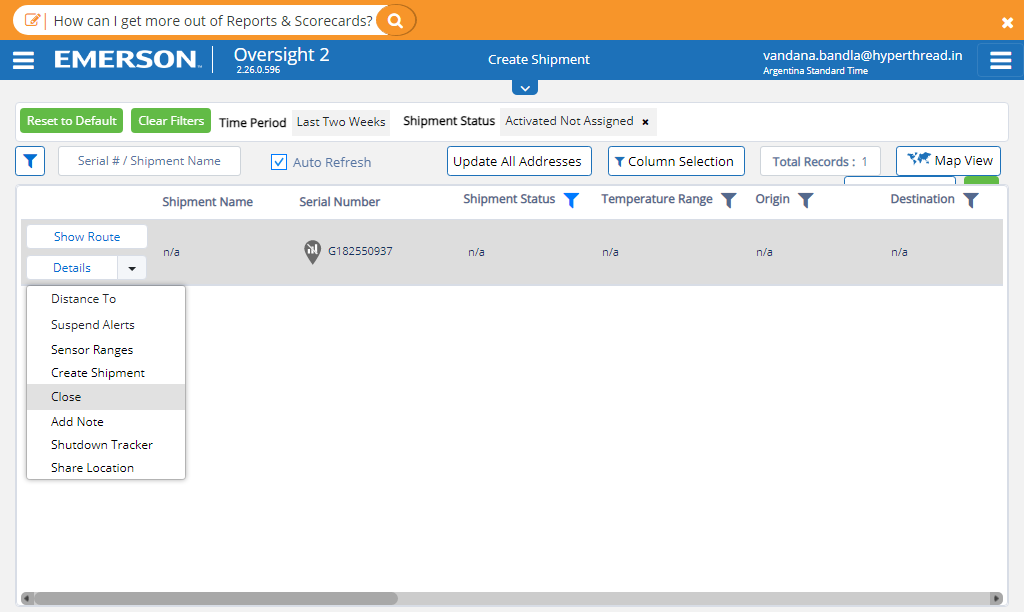 How can I get more out of Reports & Scorecards?
EMERSON.
Oversight 2
2.26.0.596
Create Shipment
vandana.bandla@hyperthread.in
Argentina Standard Time
Reset to Default
Clear Filters
Time Period
Last Two Weeks
Shipment Status
Activated Not Assigned ×
Serial # / Shipment Name
Auto Refresh
Update All Addresses
Column Selection
Total Records : 1
Map View
Shipment Name
Serial Number
Shipment Status
Temperature Range
Origin
Destination
Show Route
Details
n/a
G182550937
n/a
n/a
n/a
n/a
Distance To
Suspend Alerts
Sensor Ranges
Create Shipment
Close
Add Note
Shutdown Tracker
Share Location